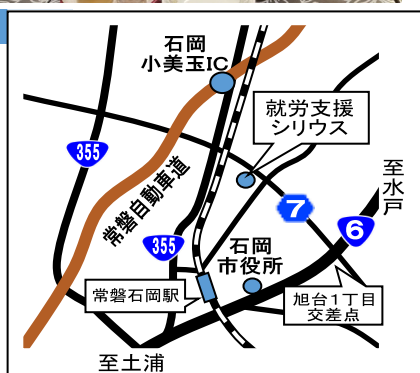 石岡
小美玉IC
就労支援
シリウス
355
至水戸
常磐自動車道
7
6
355
石岡
市役所
常磐石岡駅
旭台1丁目
交差点
至土浦